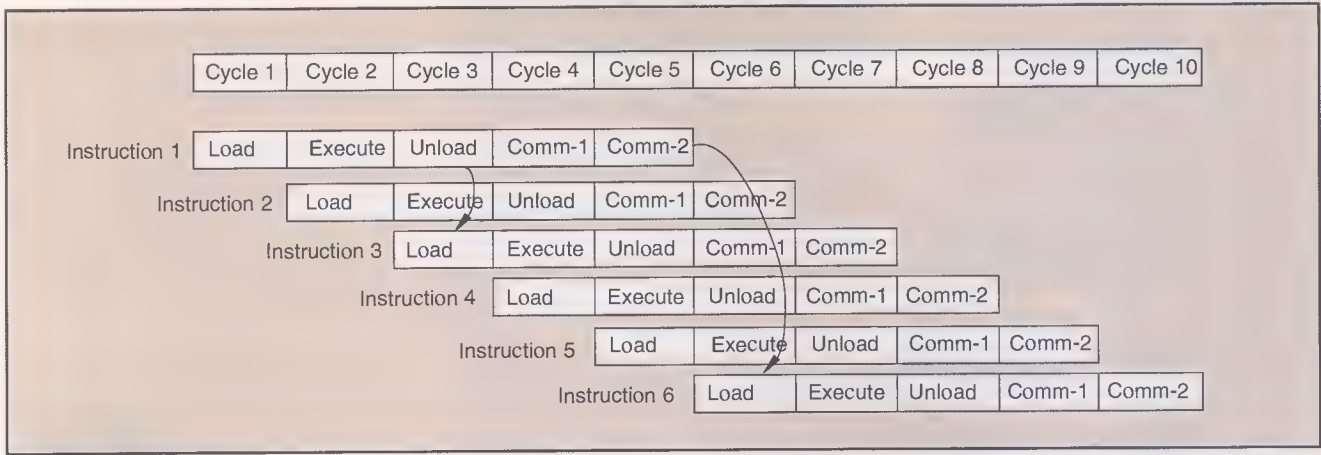 Cycle 1 Cycle 2 Cycle 3 Cycle 4 Cycle 5 Cycle 6 Cycle 7 Cycle 8 Cycle 9 Cycle 10
Instruction 1 Load Execute Unload Comm-1 Comm-2
Instruction 2 Load Execute Unload Comm-1 Comm-2
Instruction 3 Load Execute Unload Comm-1 Comm-2
Instruction 4 Load Execute Unload Comm-1 Comm-2
Instruction 5 Load Execute Unload Comm-1 Comm-2
Instruction 6 Load Execute Unload Comm-1 Comm-2